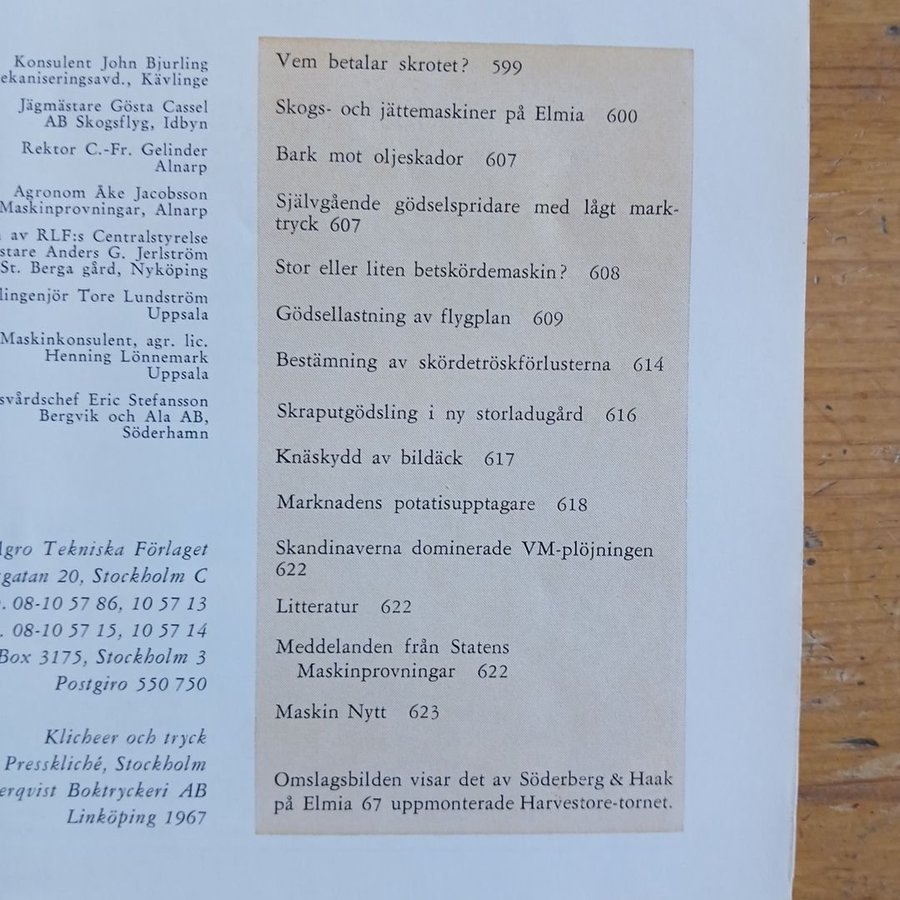 Konsulent John Bjurling
ekaniseringsavd., Kävlinge
Jägmästare Gösta Cassel
AB Skogsflyg, Idbyn
Rektor C.-Fr. Gelinder
Alnarp
Agronom Åke Jacobsson
Maskinprovningar, Alnarp
av RLF:s Centralstyrelse
stare Anders G. Jerlström
St. Berga gård, Nyköping
lingenjör Tore Lundström
Uppsala
Maskinkonsulent, agr. lic.
Henning Lönnemark
Uppsala
svårdschef Eric Stefansson
Bergvik och Ala AB,
Söderhamn
Agro Tekniska Förlaget
gatan 20, Stockholm C
. 08-10 57 86, 10 57 13
. 08-10 57 15, 10 57 14
Box 3175, Stockholm 3
Postgiro 550 750
Klicheer och tryck
Presskliché, Stockholm
erqvist Boktryckeri AB
Linköping 1967
Vem betalar skrotet? 599
Skogs- och jättemaskiner på Elmia 600
Bark mot oljeskador 607
Självgående gödselspridare med lågt mark-
tryck 607
Stor eller liten betskördemaskin? 608
Gödsellastning av flygplan 609
Bestämning av skördetröskförlusterna 614
Skraputgödsling i ny storladugård 616
Knäskydd av bildäck 617
Marknadens potatisupptagare 618
Skandinaverna dominerade VM-plöjningen
622
Litteratur 622
Meddelanden från Statens
Maskinprovningar 622
Maskin Nytt 623
Omslagsbilden visar det av Söderberg & Haak
på Elmia 67 uppmonterade Harvestore-tornet.